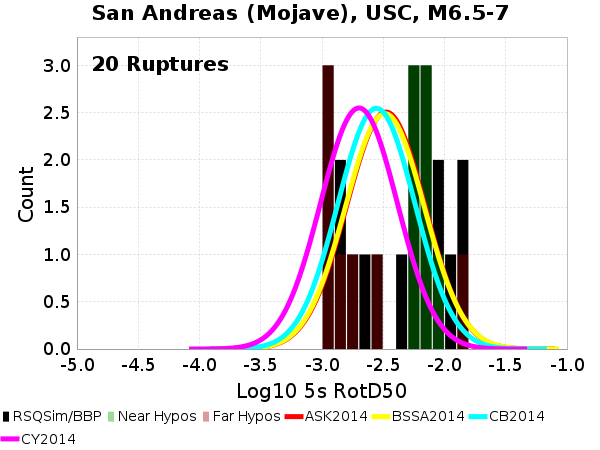 San Andreas (Mojave), USC, M6.5-7
20 Ruptures
3.0
2.5
2.0
1.5
1.0
0.5
0.0
Count
-5.0 -4.5 -4.0 -3.5 -3.0 -2.5 -2.0 -1.5 -1.0
Log10 5s RotD50
RSQSim/BBP Near Hypos Far Hypos ASK2014 BSSA2014 CB2014
CY2014